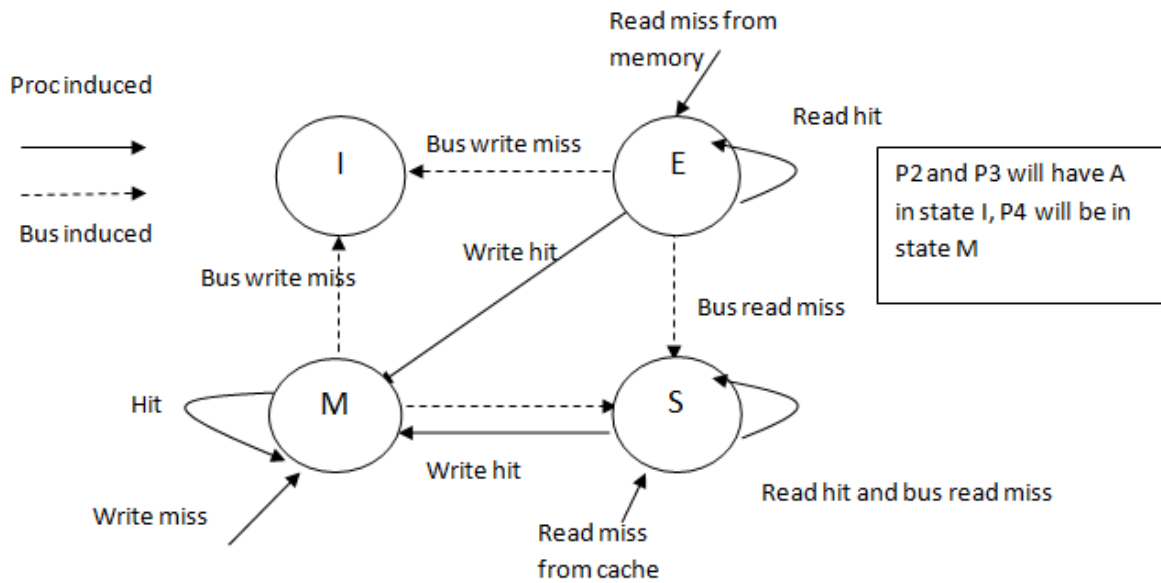 Read miss from
memory
Proc induced
Read hit
Bus write miss
I
E
P2 and P3 will have A
in state I, P4 will be in
state M
Bus induced
Write hit
Bus write miss
Bus read miss
Hit
M
S
Write hit
Read hit and bus read miss
Write miss
Read miss
from cache